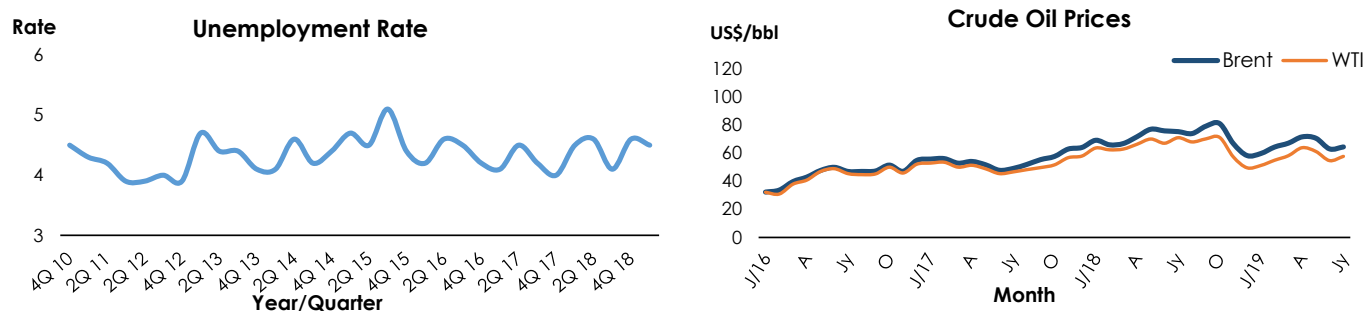 Unemployment Rate
Rate
6
5
4
3
4Q 10
2Q 11
2Q 12
4Q 12
2Q 13
4Q 13
2Q 14
4Q 14
2Q 15
4Q 15
2Q 16
4Q 16
2Q 17
4Q 17
2Q 18
4Q 18
Year/Quarter
Crude Oil Prices
US$/bbl
Brent
WTI
120
100
80
60
40
20
0
J/16
A
Jy
O
J/17
A
Jy
O
J/18
A
Jy
O
J/19
A
Jy
Month